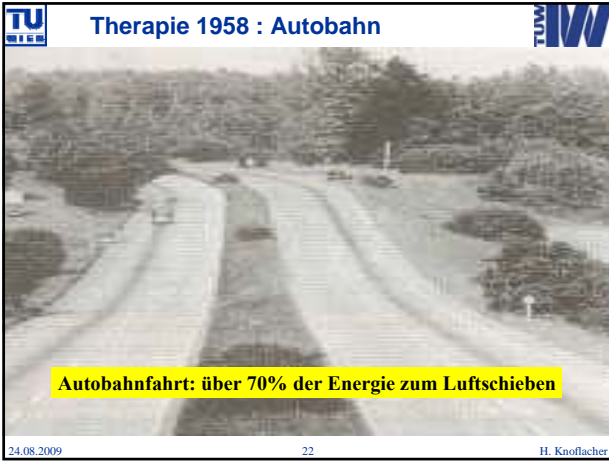 TU
WIEN
Therapie 1958 : Autobahn
TUW
IVV
Autobahnfahrt: über 70% der Energie zum Luftschieben
24.08.2009
22
H. Knoflacher